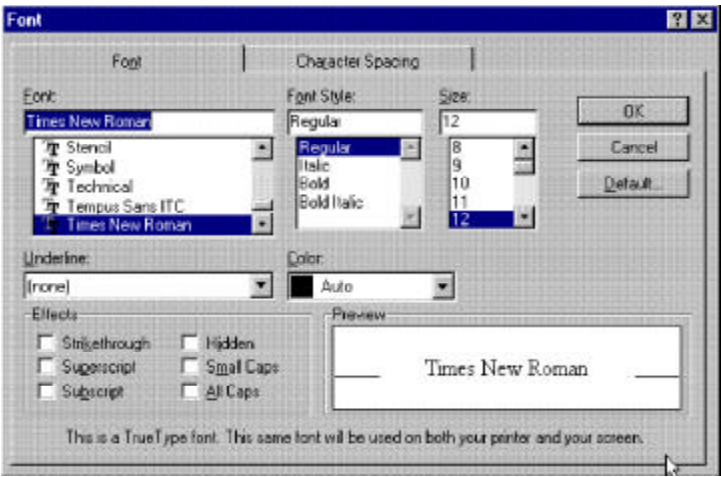 Font
Font Character Spacing
Font: Font Style: Size:
Times New Roman Regular 12
OK
Stencil Regular 8
Symbol Italic 9
Technical Bold 10
Tempus Sans ITC Bold Italic 11
Times New Roman 12
Cancel
Default...
Underline: Color:
(none) Auto
Effects Preview
Strikethrough Hidden
Superscript Small Caps
Subscript All Caps
Times New Roman
This is a TrueType font. This same font will be used on both your printer and your screen.